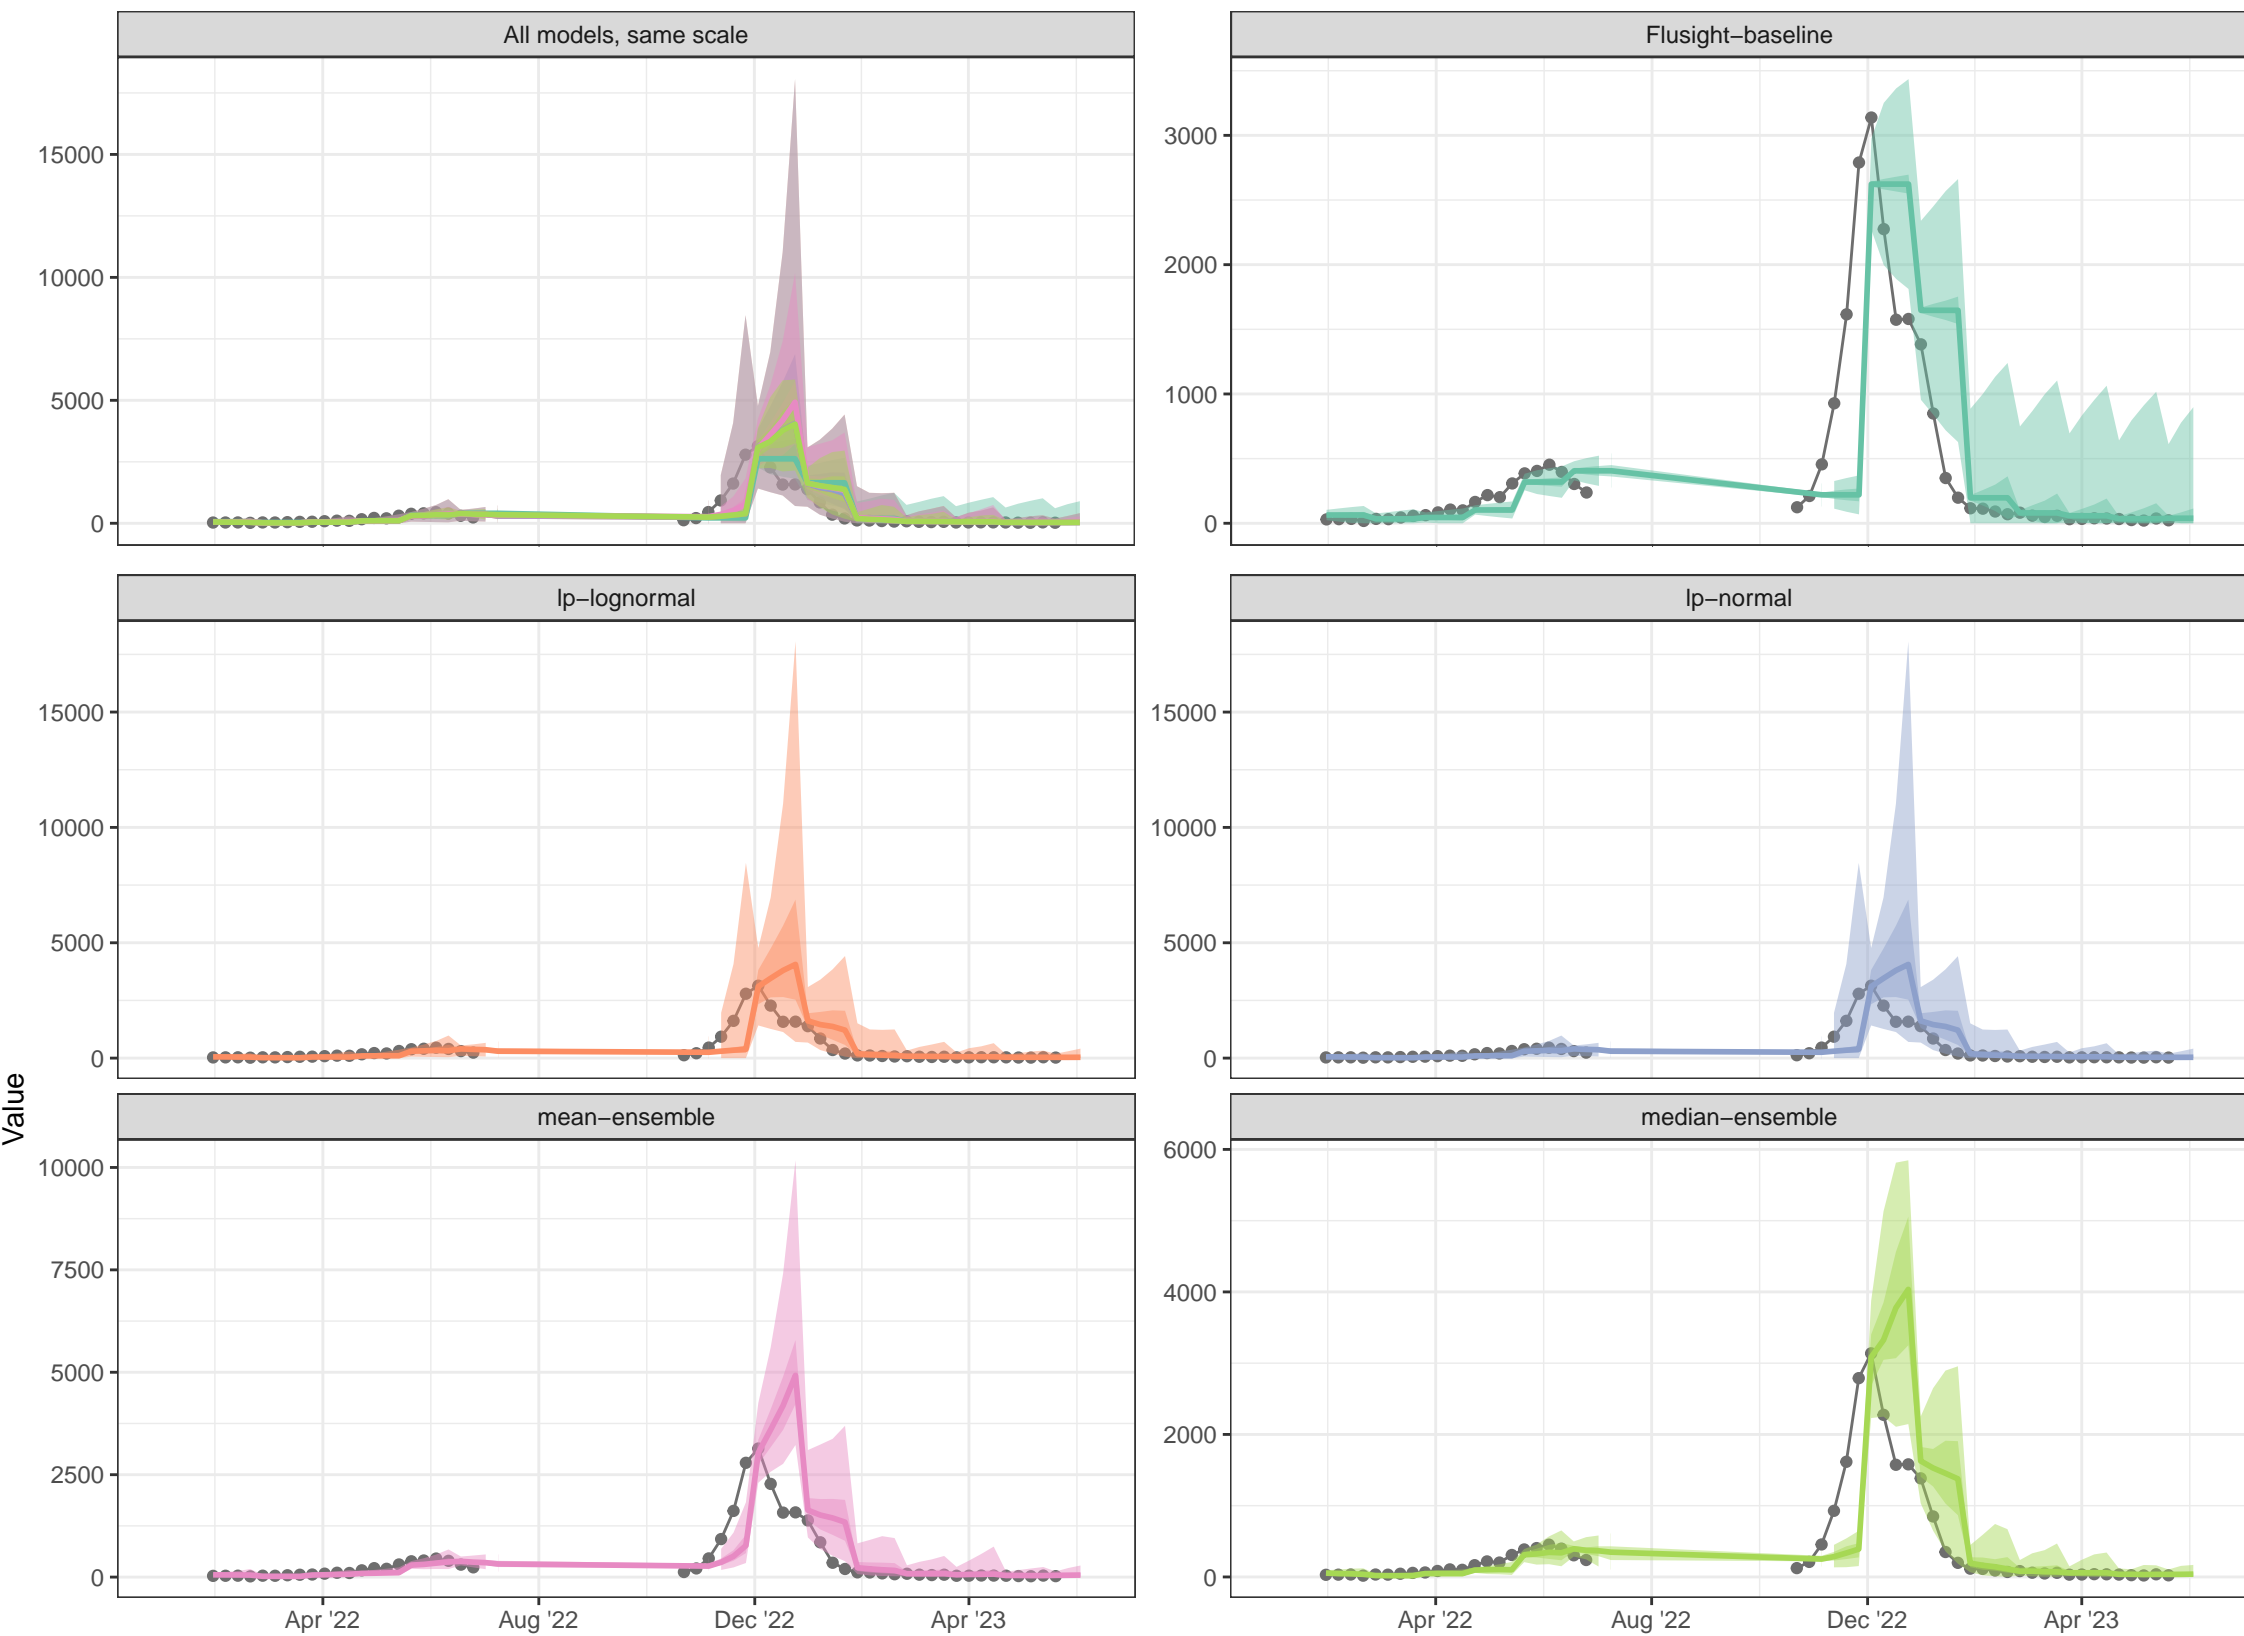 All models, same scale
Flusight−baseline
15000
10000
5000
0
3000
2000
1000
0
lp−lognormal
lp−normal
15000
10000
5000
0
15000
10000
5000
0
Value
mean−ensemble
median−ensemble
10000
7500
5000
2500
0
6000
4000
2000
0
Apr '22
Aug '22
Dec '22
Apr '23
Apr '22
Aug '22
Dec '22
Apr '23